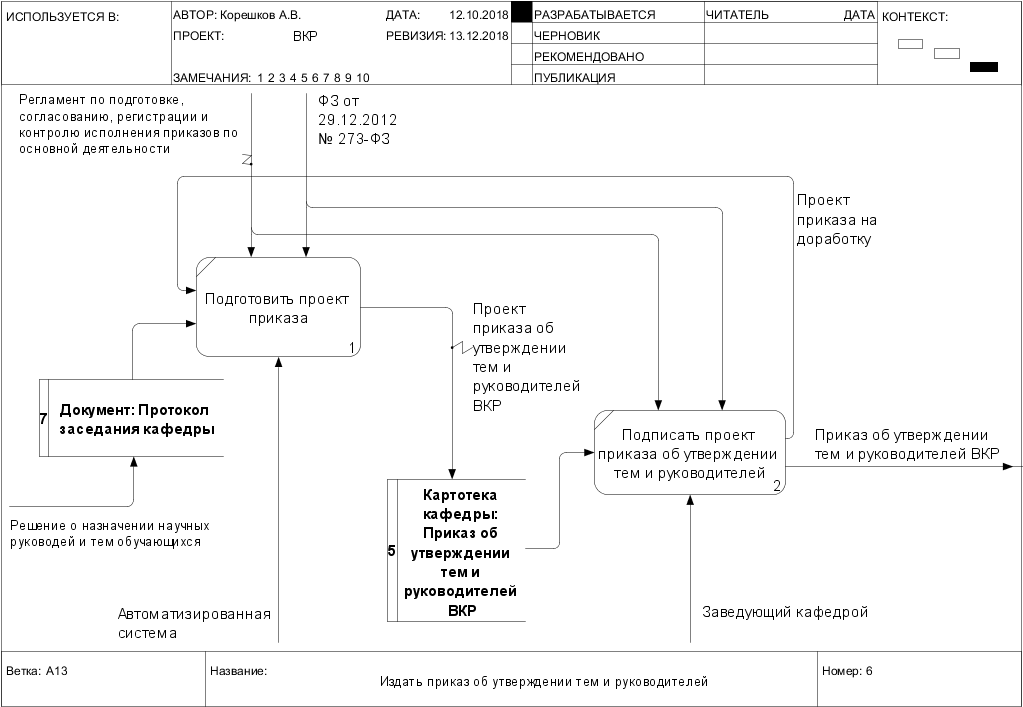 ИСПОЛЬЗУЕТСЯ В:
АВТОР: Корешков А.В.
ДАТА: 12.10.2018
ПРОЕКТ: ВКР
РЕВИЗИЯ: 13.12.2018
ЗАМЕЧАНИЯ: 1 2 3 4 5 6 7 8 9 10
РАЗРАБАТЫВАЕТСЯ
ЧЕРНОВИК
РЕКОМЕНДОВАНО
ПУБЛИКАЦИЯ
ЧИТАТЕЛЬ
ДАТА
КОНТЕКСТ:
Регламент по подготовке,
согласованию, регистрации и
контролю исполнения приказов по
основной деятельности
ФЗ от
29.12.2012
№ 273-ФЗ
Проект
приказа на
доработку
Подготовить проект
приказа
1
Проект
приказа об
утверждении
тем и
руководителей
ВКР
7
Документ: Протокол
заседания кафедры
Подписать проект
приказа об утверждении
тем и руководителей
2
Приказ об утверждении
тем и руководителей ВКР
Решение о назначении научных
руководей и тем обучающихся
5
Картотека
кафедры:
Приказ об
утверждении
тем и
руководителей
ВКР
Автоматизированная
система
Заведующий кафедрой
Ветка: A13
Название:
Издать приказ об утверждении тем и руководителей
Номер: 6